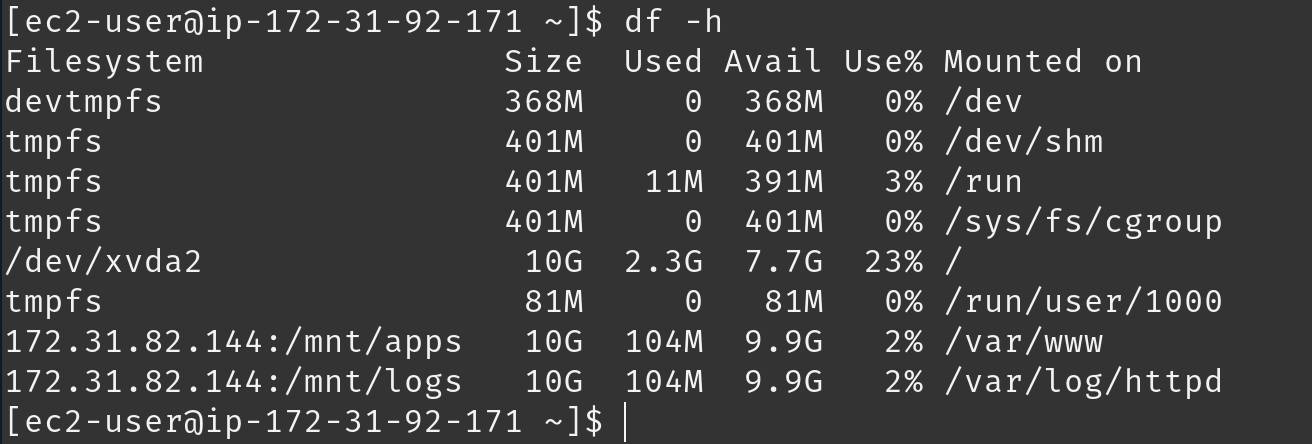 [ec2-user@ip-172-31-92-171 ~]$ df -h
Filesystem               Size  Used Avail Use% Mounted on
devtmpfs                 368M     0  368M   0% /dev
tmpfs                    401M     0  401M   0% /dev/shm
tmpfs                    401M   11M  391M   3% /run
tmpfs                    401M     0  401M   0% /sys/fs/cgroup
/dev/xvda2                10G  2.3G  7.7G  23% /
tmpfs                     81M     0   81M   0% /run/user/1000
172.31.82.144:/mnt/apps   10G  104M  9.9G   2% /var/www
172.31.82.144:/mnt/logs   10G  104M  9.9G   2% /var/log/httpd
[ec2-user@ip-172-31-92-171 ~]$